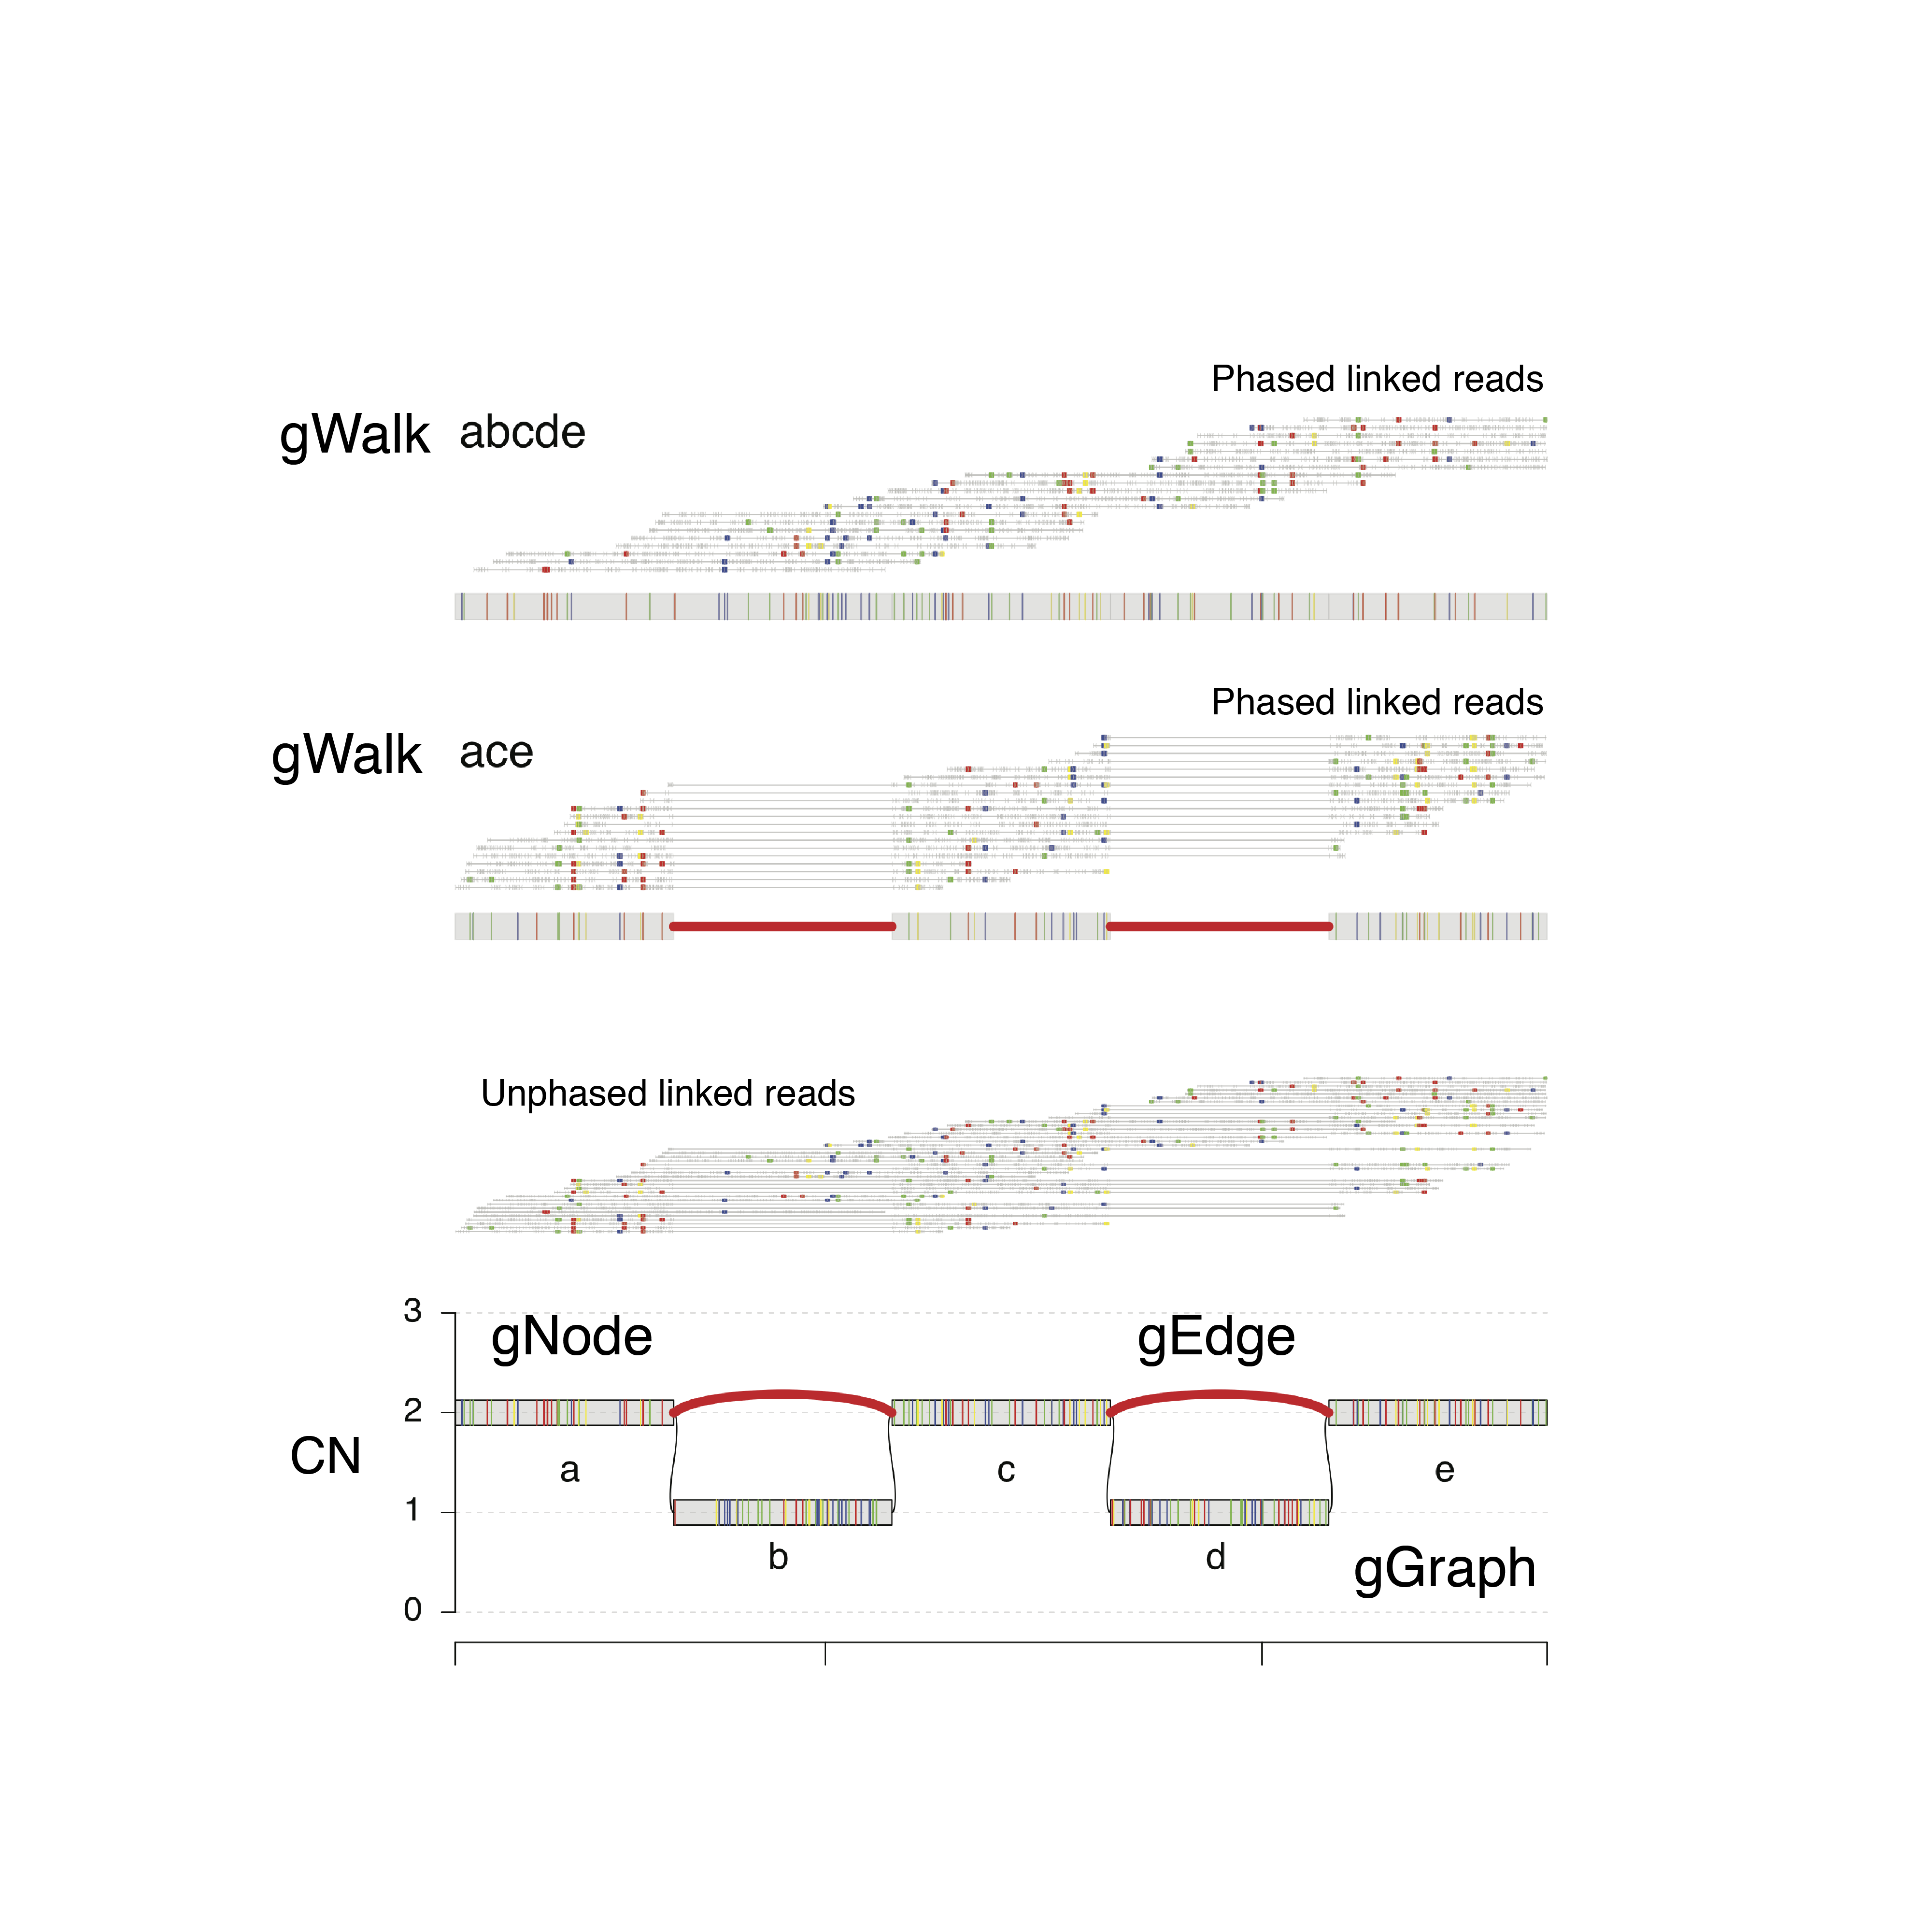 Phased linked reads
gWalk abcde
Phased linked reads
gWalk ace
Unphased linked reads
3
gNode gEdge
2
CN
a c e
1
b d
gGraph
0